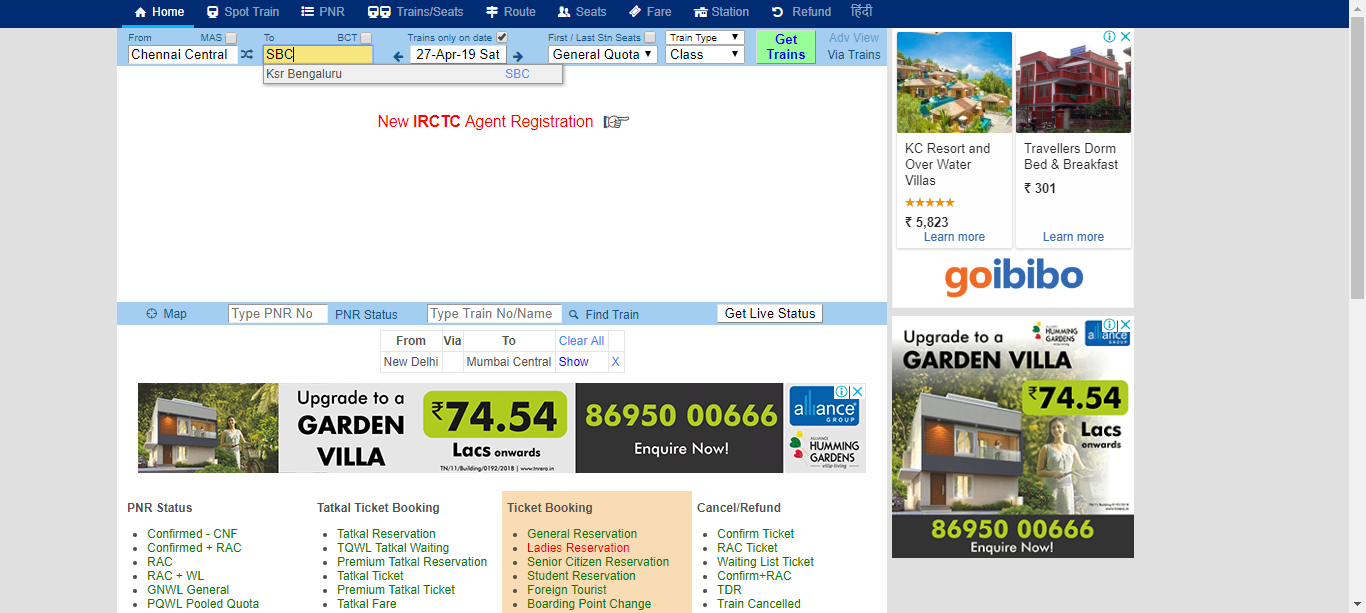 Home Spot Train PNR Trains/Seats Route Seats Fare Station Refund हिंदी
From MAS To BCT Trains only on date First / Last Stn Seats Train Type Get Trains Adv View
Chennai Central SBC 27-Apr-19 Sat General Quota Class Via Trains
Ksr Bengaluru SBC
New IRCTC Agent Registration
Map Type PNR No PNR Status Type Train No/Name Find Train Get Live Status
From Via To Clear All
New Delhi Mumbai Central Show X
Upgrade to a
GARDEN
VILLA
₹74.54
Lacs onwards
TN/11/Building/0192/2018 | www.tnrera.in
86950 00666
Enquire Now!
alliance
GROUP
ALLIANCE
HUMMING
GARDENS
villa-living
PNR Status
Confirmed - CNF
Confirmed + RAC
RAC
RAC + WL
GNWL General
PQWL Pooled Quota
Tatkal Ticket Booking
Tatkal Reservation
TQWL Tatkal Waiting
Premium Tatkal Reservation
Tatkal Ticket
Premium Tatkal Ticket
Tatkal Fare
Ticket Booking
General Reservation
Ladies Reservation
Senior Citizen Reservation
Student Reservation
Foreign Tourist
Boarding Point Change
Cancel/Refund
Confirm Ticket
RAC Ticket
Waiting List Ticket
Confirm+RAC
TDR
Train Cancelled
KC Resort and
Over Water
Villas
★★★★★
₹ 5,823
Learn more
Travellers Dorm
Bed & Breakfast
₹ 301
Learn more
goibibo
Upgrade to a
GARDEN VILLA
HUMMING
GARDENS
alliance
GROUP
₹74.54
Lacs
onwards
86950 00666
Enquire Now!